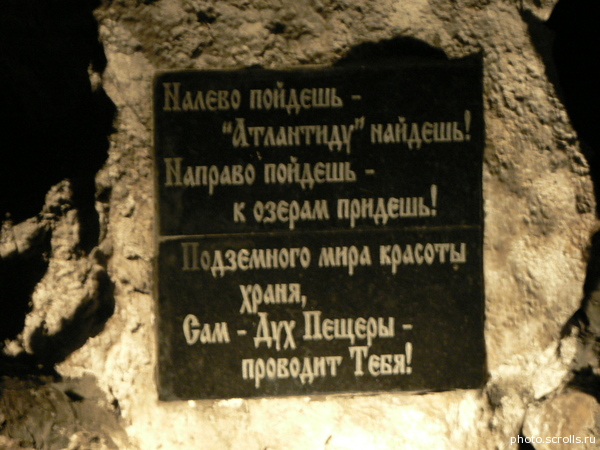 Налево пойдешь -
"Атлантиду" найдешь!
Направо пойдешь -
к озерам придешь!
Подземного мира красоты
храня,
Сам - Дух Пещеры -
проводит Тебя!
photo.scrolls.ru